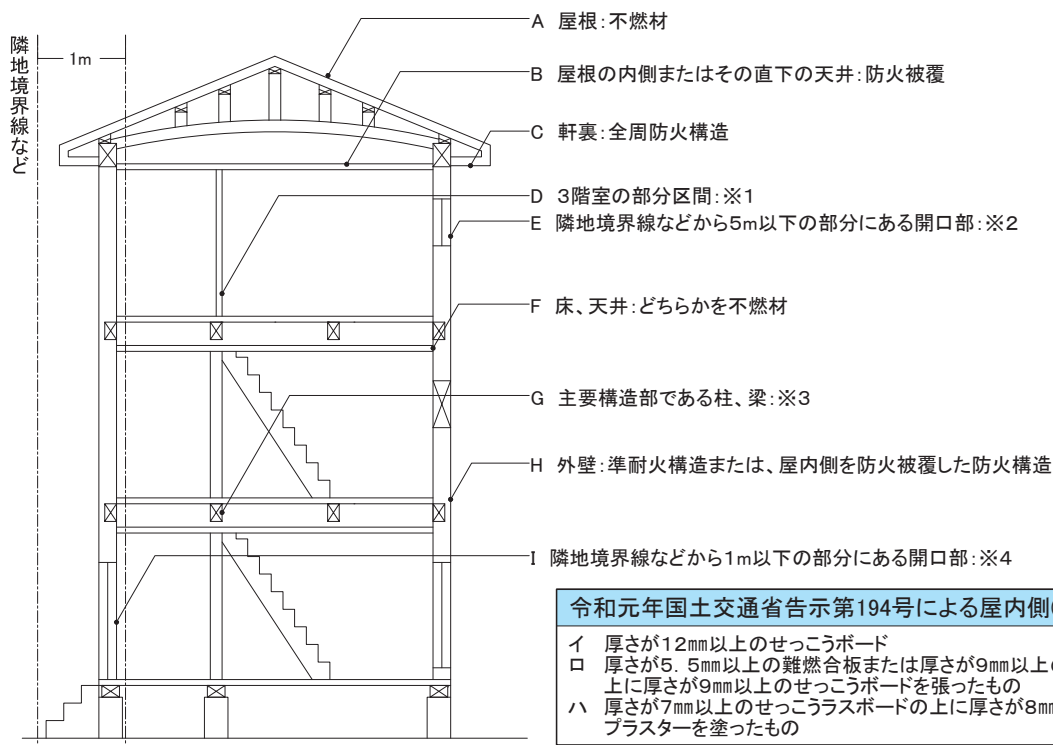 隣地境界線など
1m
A 屋根：不燃材
B 屋根の内側またはその直下の天井：防火被覆
C 軒裏：全周防火構造
D 3階室の部分区間：※1
E 隣地境界線などから5m以下の部分にある開口部：※2
F 床、天井：どちらかを不燃材
G 主要構造部である柱、梁：※3
H 外壁：準耐火構造または、屋内側を防火被覆した防火構造
I 隣地境界線などから1m以下の部分にある開口部：※4
令和元年国土交通省告示第194号による屋内側の
イ 厚さが12㎜以上のせっこうボード
ロ 厚さが5．5㎜以上の難燃合板または厚さが9㎜以上の
上に厚さが9㎜以上のせっこうボードを張ったもの
ハ 厚さが7㎜以上のせっこうラスボードの上に厚さが8㎜
プラスターを塗ったもの